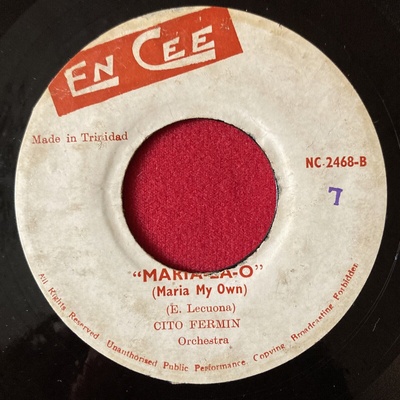 EN CEE
Made in Trinidad
NC 2468-B
7
"MARIA-LA-O"
(Maria My Own)
(E. Lecuona)
CITO FERMIN
Orchestra
All Rights Reserved. Unauthorised Public Performance Copying Broadcasting Forbidden.